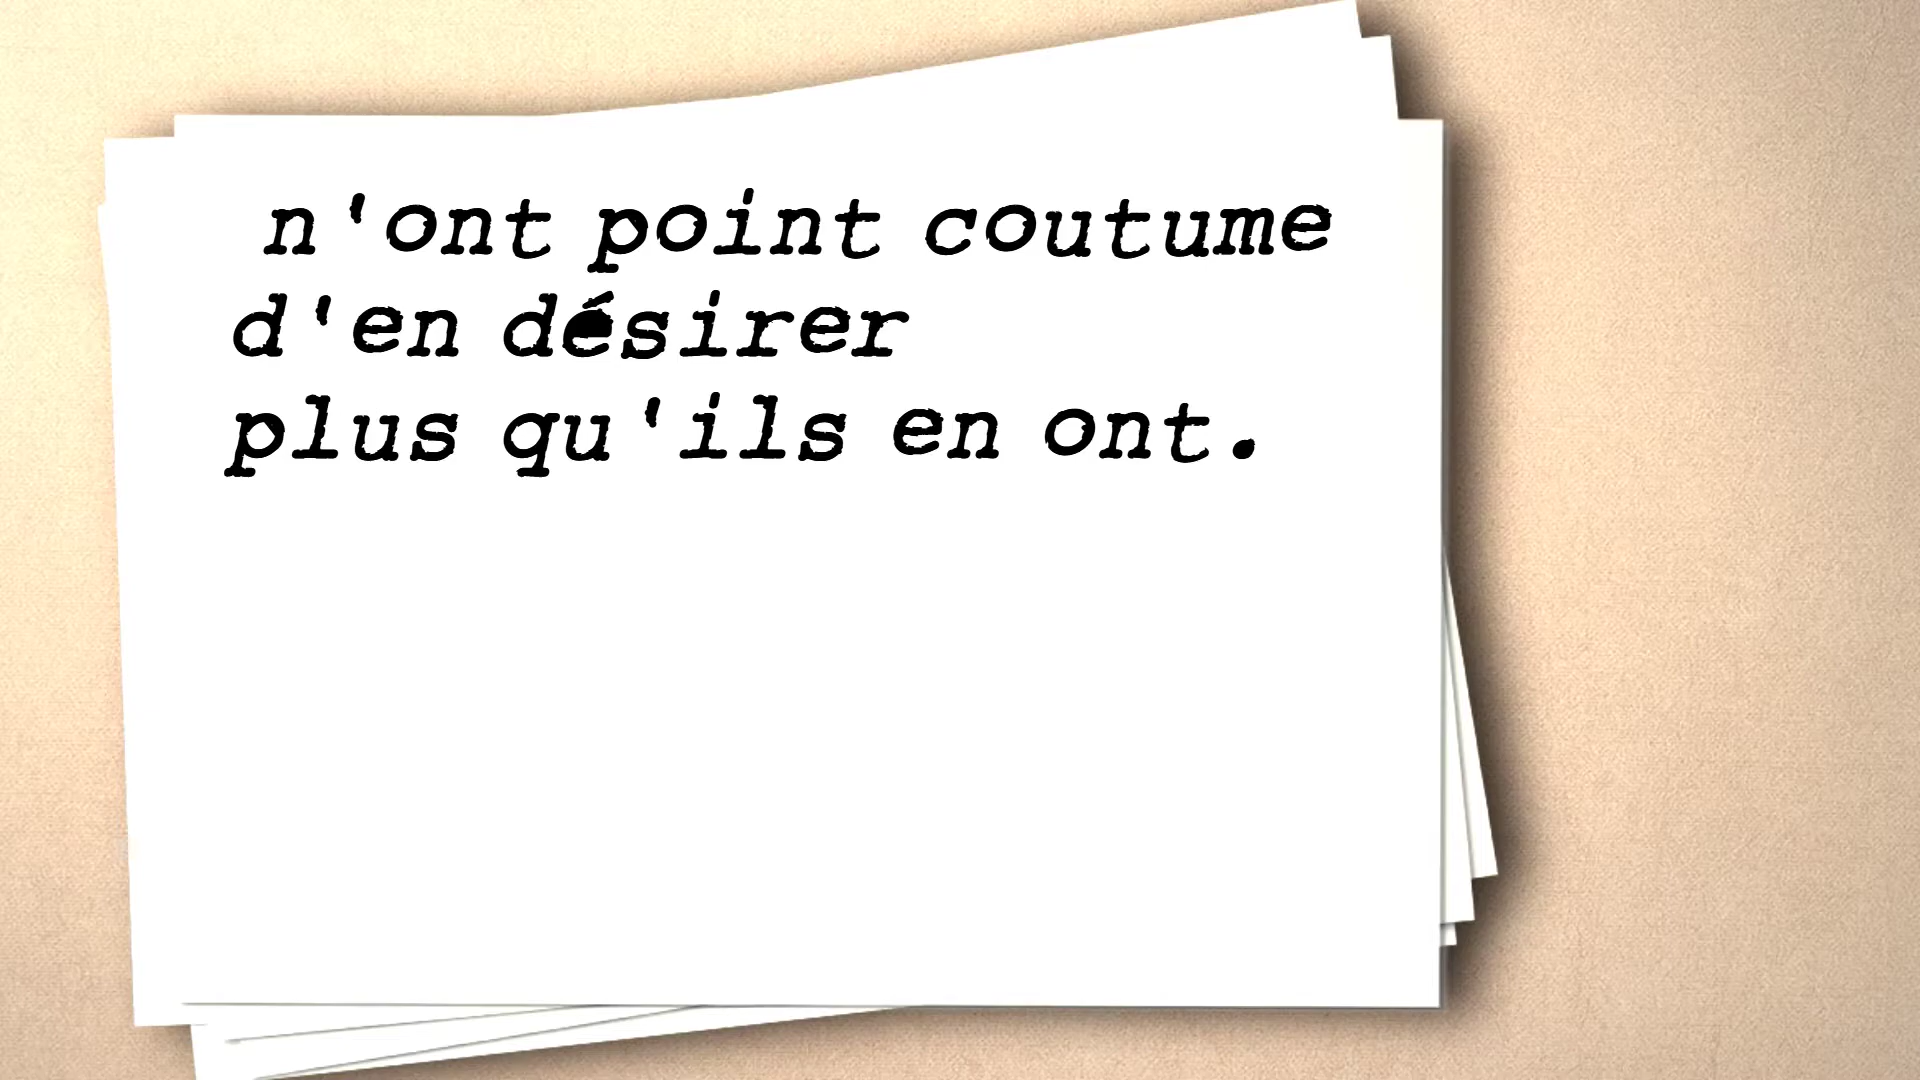 n'ont point coutume
d'en désirer
plus qu'ils en ont.